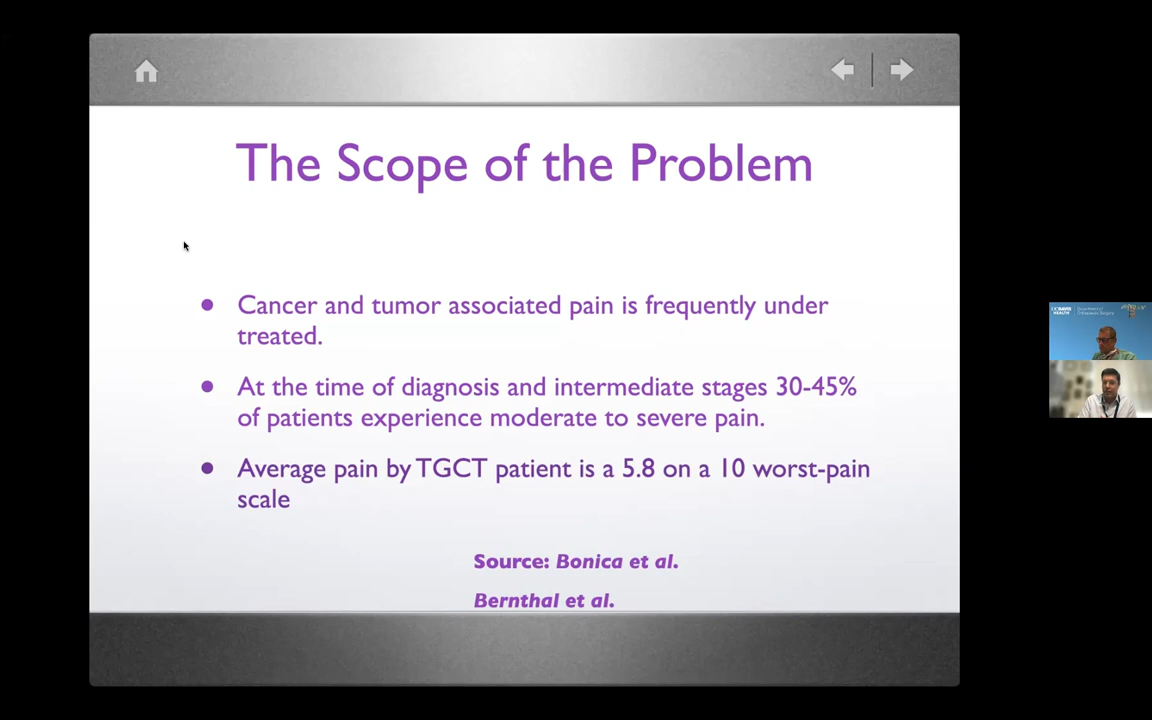 The Scope of the Problem
Cancer and tumor associated pain is frequently under
treated.
At the time of diagnosis and intermediate stages 30-45%
of patients experience moderate to severe pain.
Average pain by TGCT patient is a 5.8 on a 10 worst-pain
scale
Source: Bonica et al.
Bernthal et al.
HEALTH